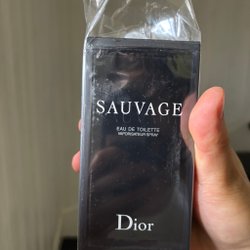 SAUVAGE
EAU DE TOILETTE
VAPORISATEUR·SPRAY
Dior